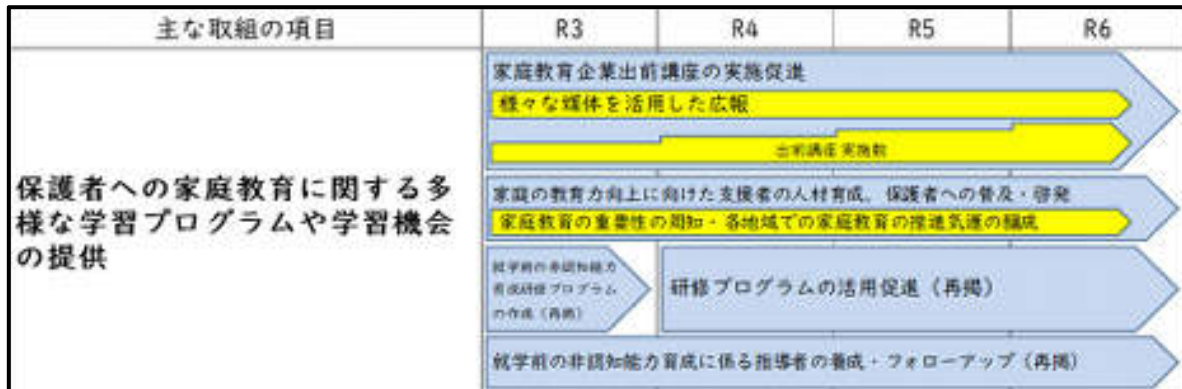 主な取組の項目 R3 R4 R5 R6
保護者への家庭教育に関する多
様な学習プログラムや学習機会
の提供
家庭教育企業出前講座の実施促進
様々な媒体を活用した広報
出前講座実施数
家庭の教育力向上に向けた支援者の人材育成、保護者への普及・啓発
家庭教育の重要性の周知・各地域での家庭教育の推進気運の醸成
就学前の非認知能力
育成研修プログラム
の作成(再掲)
研修プログラムの活用促進(再掲)
就学前の非認知能力育成に係る指導者の養成・フォローアップ(再掲)